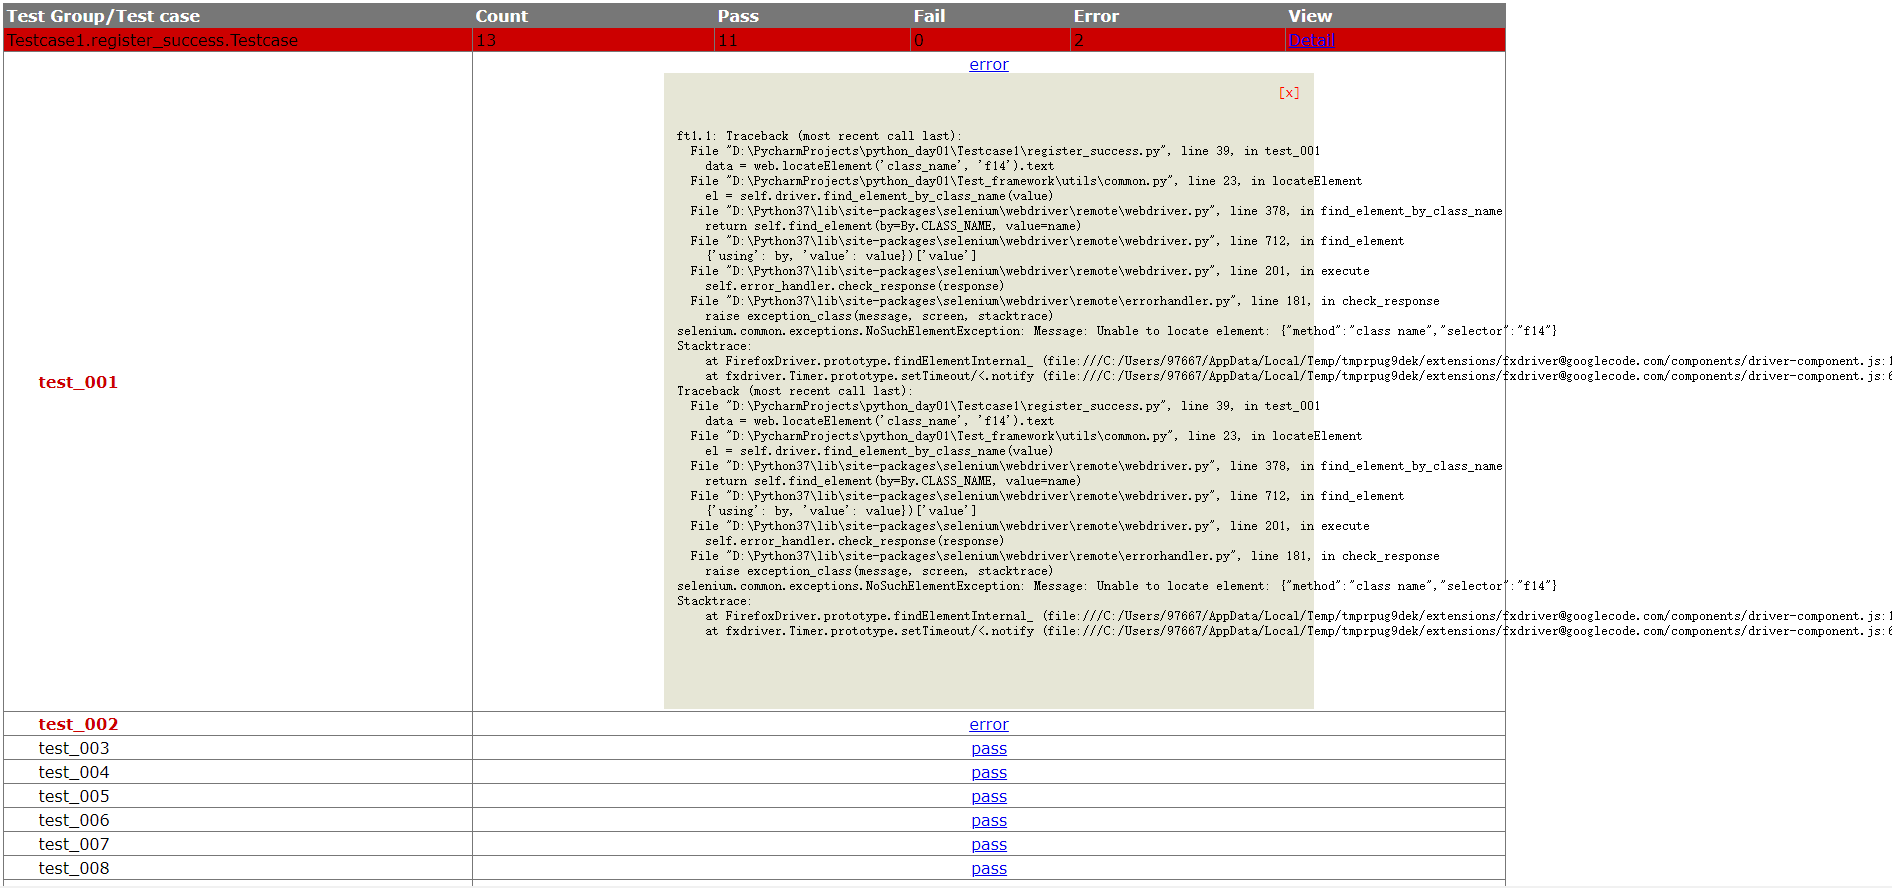 Test Group/Test case Count Pass Fail Error View
Testcase1.register_success.Testcase 13 11 0 2 Detail
error
[x]
ft1.1: Traceback (most recent call last):
File "D:\PycharmProjects\python_day01\Testcase1\register_success.py", line 39, in test_001
data = web.locateElement('class_name', 'f14').text
File "D:\PycharmProjects\python_day01\Test_framework\utils\common.py", line 23, in locateElement
el = self.driver.find_element_by_class_name(value)
File "D:\Python37\lib\site-packages\selenium\webdriver\remote\webdriver.py", line 378, in find_element_by_class_name
return self.find_element(by=By.CLASS_NAME, value=name)
File "D:\Python37\lib\site-packages\selenium\webdriver\remote\webdriver.py", line 712, in find_element
{'using': by, 'value': value})['value']
File "D:\Python37\lib\site-packages\selenium\webdriver\remote\webdriver.py", line 201, in execute
self.error_handler.check_response(response)
File "D:\Python37\lib\site-packages\selenium\webdriver\remote\errorhandler.py", line 181, in check_response
raise exception_class(message, screen, stacktrace)
selenium.common.exceptions.NoSuchElementException: Message: Unable to locate element: {"method":"class name","selector":"f14"}
Stacktrace:
at FirefoxDriver.prototype.findElementInternal_ (file:///C:/Users/97667/AppData/Local/Temp/tmprpug9dek/extensions/fxdriver@googlecode.com/components/driver-component.js:1
at fxdriver.Timer.prototype.setTimeout/<.notify (file:///C:/Users/97667/AppData/Local/Temp/tmprpug9dek/extensions/fxdriver@googlecode.com/components/driver-component.js:6
test_001
Traceback (most recent call last):
File "D:\PycharmProjects\python_day01\Testcase1\register_success.py", line 39, in test_001
data = web.locateElement('class_name', 'f14').text
File "D:\PycharmProjects\python_day01\Test_framework\utils\common.py", line 23, in locateElement
el = self.driver.find_element_by_class_name(value)
File "D:\Python37\lib\site-packages\selenium\webdriver\remote\webdriver.py", line 378, in find_element_by_class_name
return self.find_element(by=By.CLASS_NAME, value=name)
File "D:\Python37\lib\site-packages\selenium\webdriver\remote\webdriver.py", line 712, in find_element
{'using': by, 'value': value})['value']
File "D:\Python37\lib\site-packages\selenium\webdriver\remote\webdriver.py", line 201, in execute
self.error_handler.check_response(response)
File "D:\Python37\lib\site-packages\selenium\webdriver\remote\errorhandler.py", line 181, in check_response
raise exception_class(message, screen, stacktrace)
selenium.common.exceptions.NoSuchElementException: Message: Unable to locate element: {"method":"class name","selector":"f14"}
Stacktrace:
at FirefoxDriver.prototype.findElementInternal_ (file:///C:/Users/97667/AppData/Local/Temp/tmprpug9dek/extensions/fxdriver@googlecode.com/components/driver-component.js:1
at fxdriver.Timer.prototype.setTimeout/<.notify (file:///C:/Users/97667/AppData/Local/Temp/tmprpug9dek/extensions/fxdriver@googlecode.com/components/driver-component.js:6
test_002 error
test_003 pass
test_004 pass
test_005 pass
test_006 pass
test_007 pass
test_008 pass